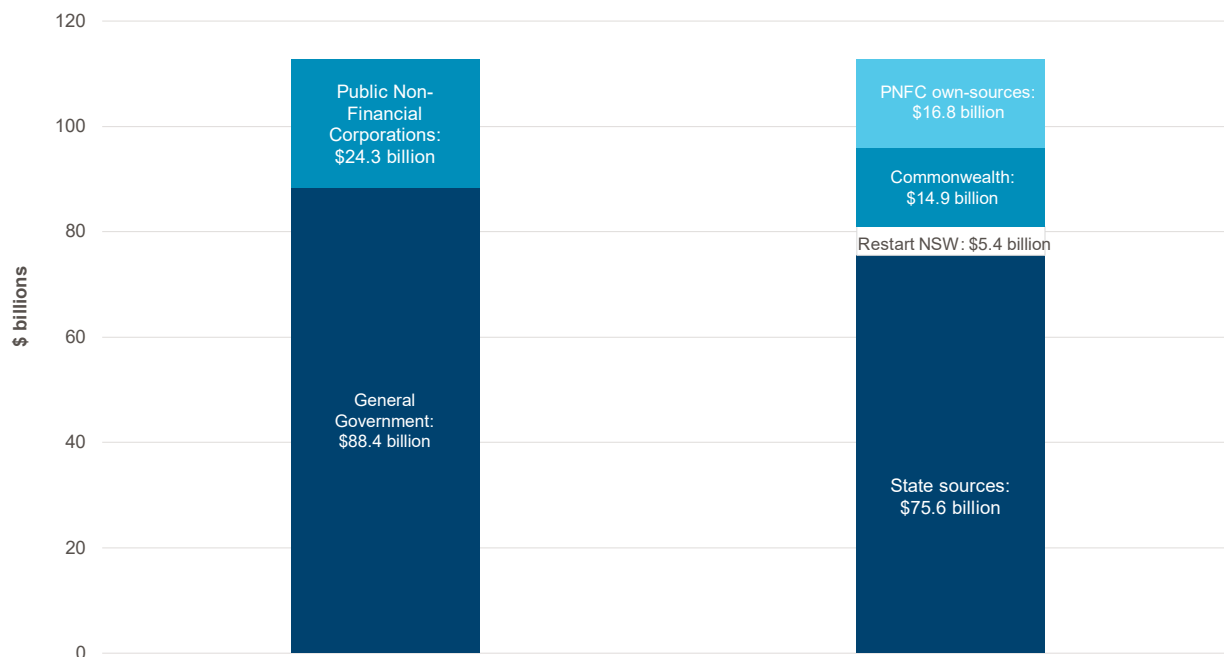 120
100
80
60
40
20
0
$ billions
Public Non-
Financial
Corporations:
$24.3 billion
General
Government:
$88.4 billion
PNFC own-sources:
$16.8 billion
Commonwealth:
$14.9 billion
Restart NSW: $5.4 billion
State sources:
$75.6 billion